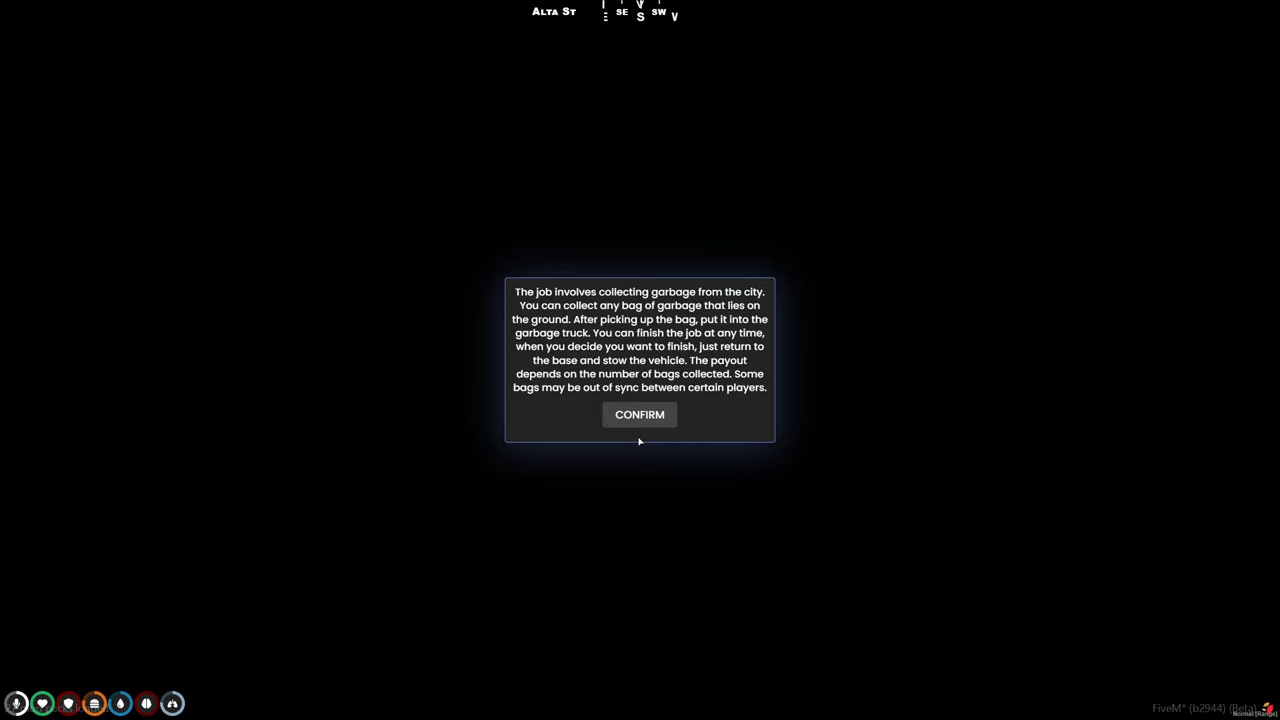 ALTA ST
SE S SW
The job involves collecting garbage from the city.
You can collect any bag of garbage that lies on
the ground. After picking up the bag, put it into the
garbage truck. You can finish the job at any time,
when you decide you want to finish, just return to
the base and stow the vehicle. The payout
depends on the number of bags collected. Some
bags may be out of sync between certain players.
CONFIRM
FiveM* (b2944) (Beta)
Normal [Range]